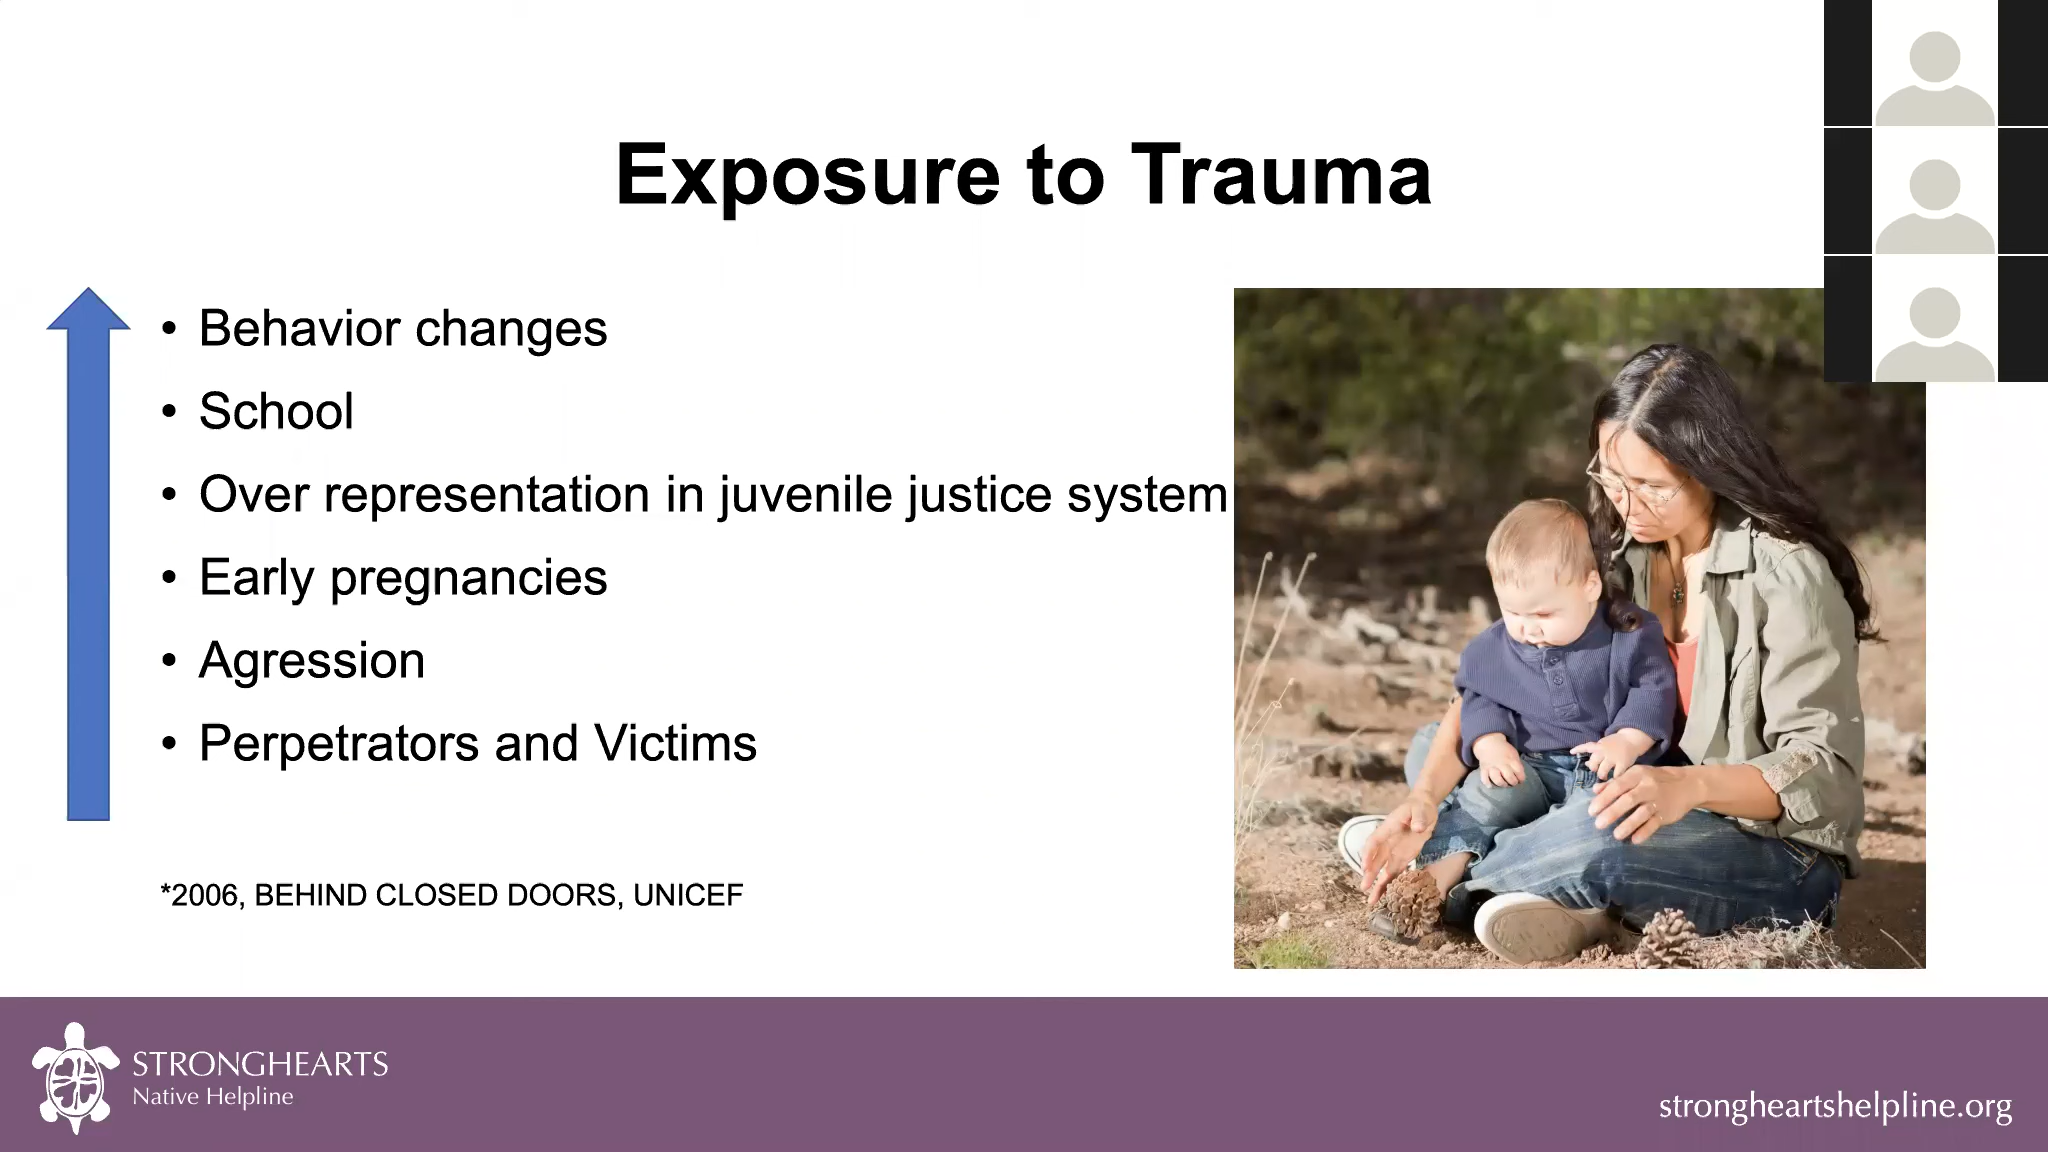 Exposure to Trauma
• Behavior changes
• School
• Over representation in juvenile justice system
• Early pregnancies
• Agression
• Perpetrators and Victims
*2006, BEHIND CLOSED DOORS, UNICEF
STRONGHEARTS
Native Helpline
strongheartshelpline.org